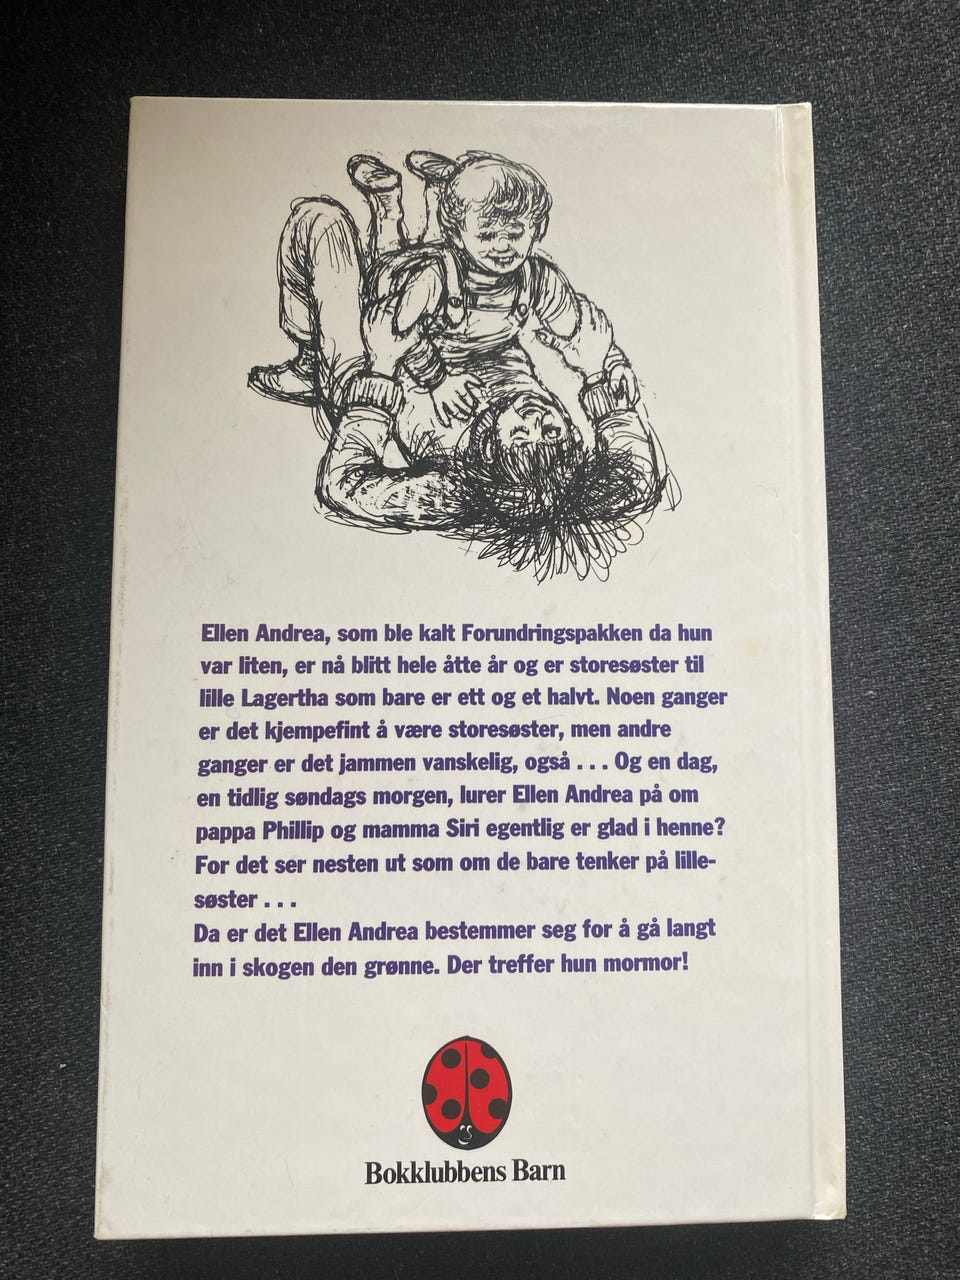 Ellen Andrea, som ble kalt Forundringspakken da hun
var liten, er nå blitt hele åtte år og er storesøster til
lille Lagertha som bare er ett og et halvt. Noen ganger
er det kjempefint å være storesøster, men andre
ganger er det jammen vanskelig, også . . . Og en dag,
en tidlig søndags morgen, lurer Ellen Andrea på om
pappa Phillip og mamma Siri egentlig er glad i henne?
For det ser nesten ut som om de bare tenker på lille-
søster . . .
Da er det Ellen Andrea bestemmer seg for å gå langt
inn i skogen den grønne. Der treffer hun mormor!
Bokklubbens Barn